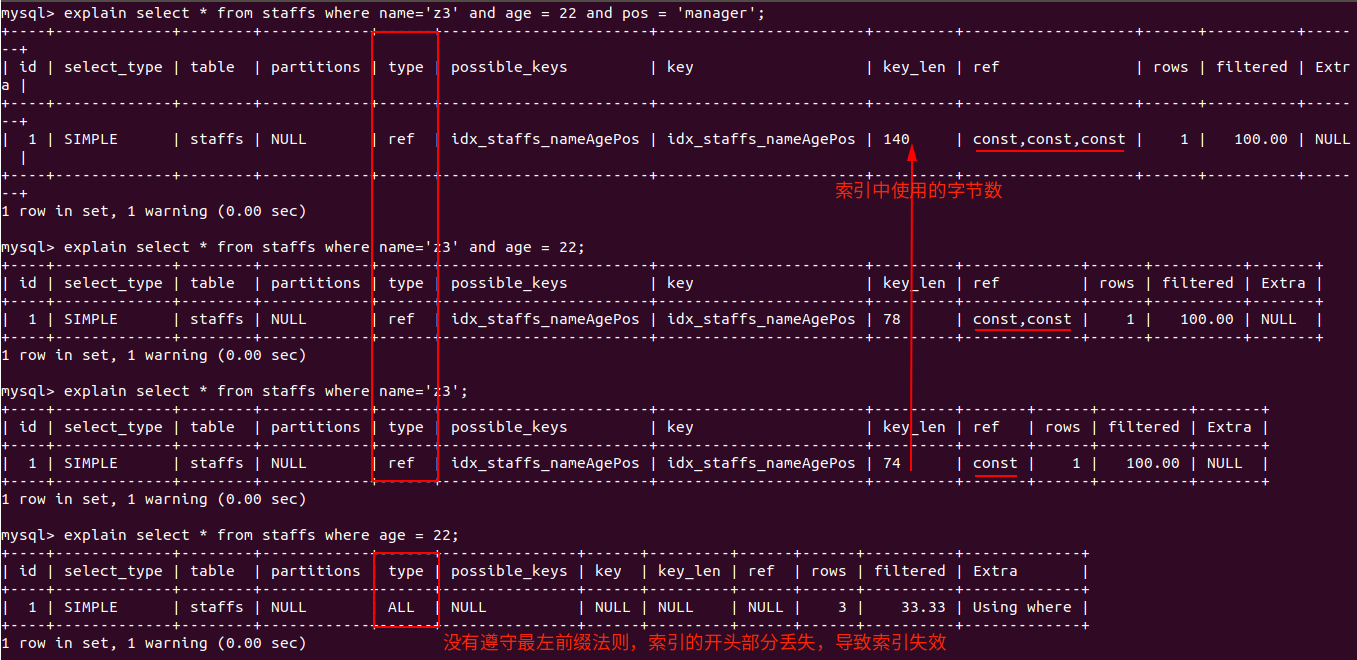 mysql> explain select * from staffs where name='z3' and age = 22 and pos = 'manager';
+----+-------------+--------+------------+------+-----------------------+-----------------------+---------+-------------------+------+----------+-----
--+
| id | select_type | table  | partitions | type | possible_keys         | key                   | key_len | ref               | rows | filtered | Extr
a |
+----+-------------+--------+------------+------+-----------------------+-----------------------+---------+-------------------+------+----------+-----
--+
|  1 | SIMPLE      | staffs | NULL       | ref  | idx_staffs_nameAgePos | idx_staffs_nameAgePos | 140     | const,const,const |    1 |   100.00 | NULL
  |
+----+-------------+--------+------------+------+-----------------------+-----------------------+---------+-------------------+------+----------+-----
--+
索引中使用的字节数
1 row in set, 1 warning (0.00 sec)
mysql> explain select * from staffs where name='z3' and age = 22;
+----+-------------+--------+------------+------+-----------------------+-----------------------+---------+-------------+------+----------+-------+
| id | select_type | table  | partitions | type | possible_keys         | key                   | key_len | ref         | rows | filtered | Extra |
+----+-------------+--------+------------+------+-----------------------+-----------------------+---------+-------------+------+----------+-------+
|  1 | SIMPLE      | staffs | NULL       | ref  | idx_staffs_nameAgePos | idx_staffs_nameAgePos | 78      | const,const |    1 |   100.00 | NULL  |
+----+-------------+--------+------------+------+-----------------------+-----------------------+---------+-------------+------+----------+-------+
1 row in set, 1 warning (0.00 sec)
mysql> explain select * from staffs where name='z3';
+----+-------------+--------+------------+------+-----------------------+-----------------------+---------+-------+------+----------+-------+
| id | select_type | table  | partitions | type | possible_keys         | key                   | key_len | ref   | rows | filtered | Extra |
+----+-------------+--------+------------+------+-----------------------+-----------------------+---------+-------+------+----------+-------+
|  1 | SIMPLE      | staffs | NULL       | ref  | idx_staffs_nameAgePos | idx_staffs_nameAgePos | 74      | const |    1 |   100.00 | NULL  |
+----+-------------+--------+------------+------+-----------------------+-----------------------+---------+-------+------+----------+-------+
1 row in set, 1 warning (0.00 sec)
mysql> explain select * from staffs where age = 22;
+----+-------------+--------+------------+------+---------------+------+---------+------+------+----------+-------------+
| id | select_type | table  | partitions | type | possible_keys | key  | key_len | ref  | rows | filtered | Extra       |
+----+-------------+--------+------------+------+---------------+------+---------+------+------+----------+-------------+
|  1 | SIMPLE      | staffs | NULL       | ALL  | NULL          | NULL | NULL    | NULL |    3 |    33.33 | Using where |
+----+-------------+--------+------------+------+---------------+------+---------+------+------+----------+-------------+
1 row in set, 1 warning (0.00 sec)
没有遵守最左前缀法则，索引的开头部分丢失，导致索引失效